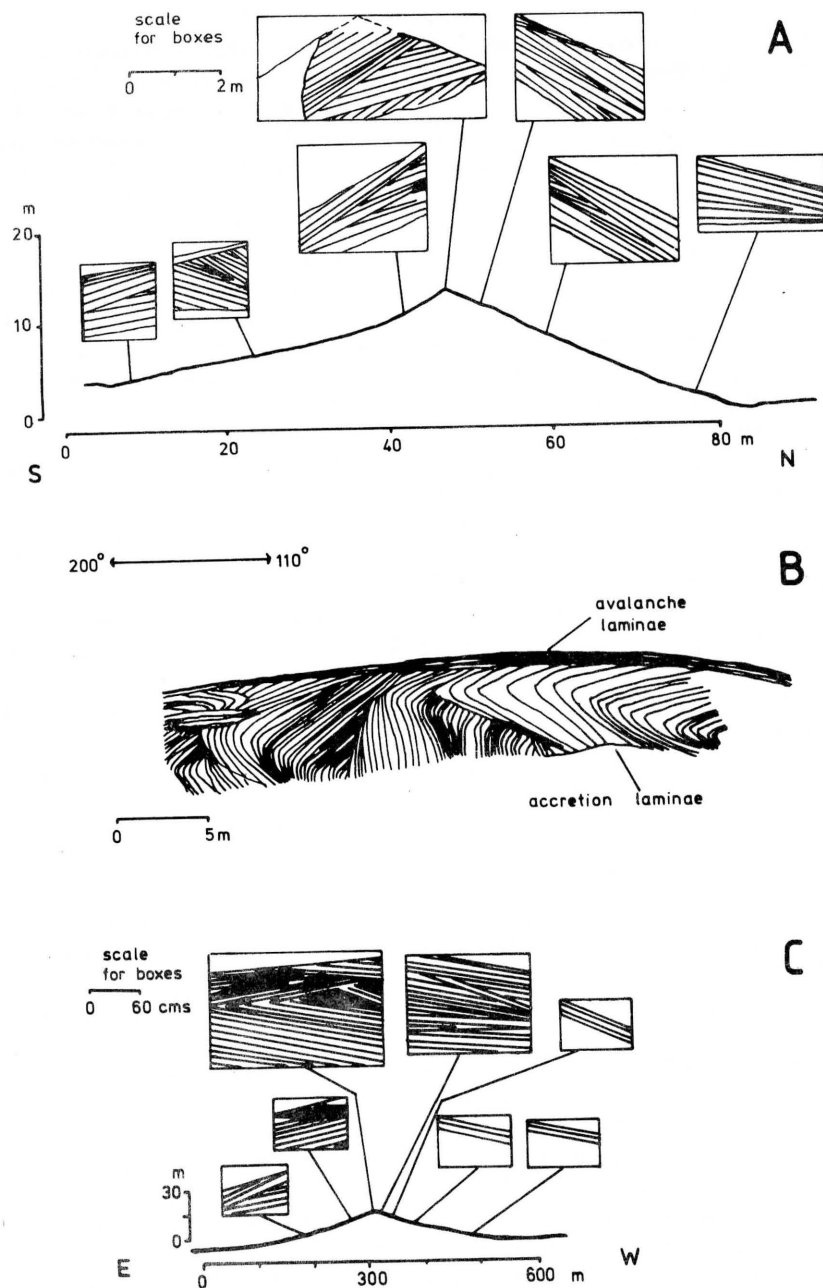 scale
for boxes
A
0 2 m
m
20
10
0
0 20 40 60 80 m
S
N
200° 110°
B
avalanche
laminae
accretion laminae
0 5 m
C
scale
for boxes
0 60 cms
m
30
0
E
W
0 300 600 m